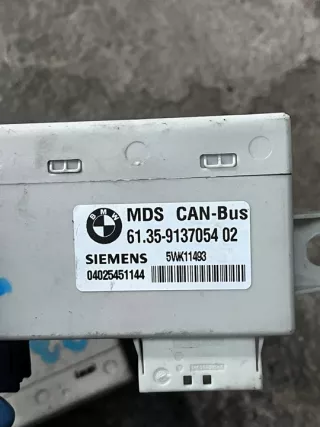 BMW
MDS CAN-Bus
61.35-9137054 02
SIEMENS 5WK11493
04025451144